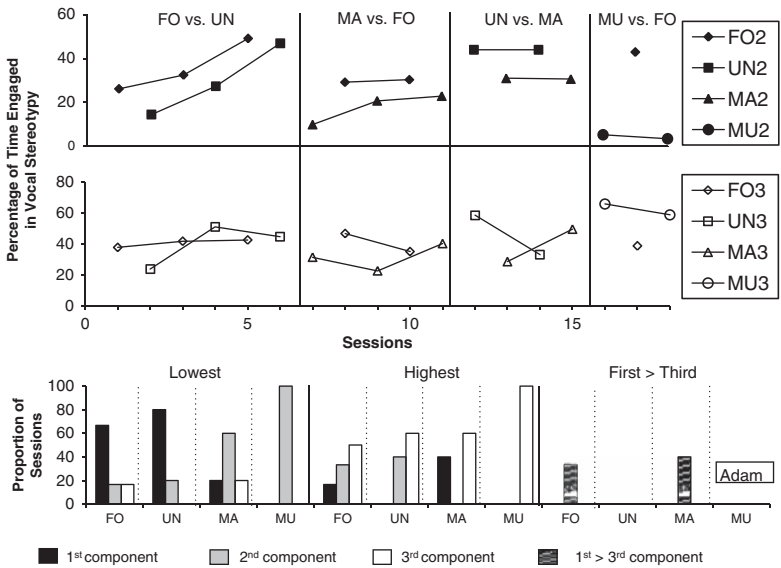 FO vs. UN MA vs. FO UN vs. MA MU vs. FO
Percentage of Time Engaged
in Vocal Stereotypy
60
40
20
0
FO2
UN2
MA2
MU2
80
60
40
20
0
FO3
UN3
MA3
MU3
0 5 10 15
Sessions
Lowest Highest First > Third
Proportion of
Sessions
100
80
60
40
20
0
Adam
FO UN MA MU FO UN MA MU FO UN MA MU
1st component 2nd component 3rd component 1st > 3rd component